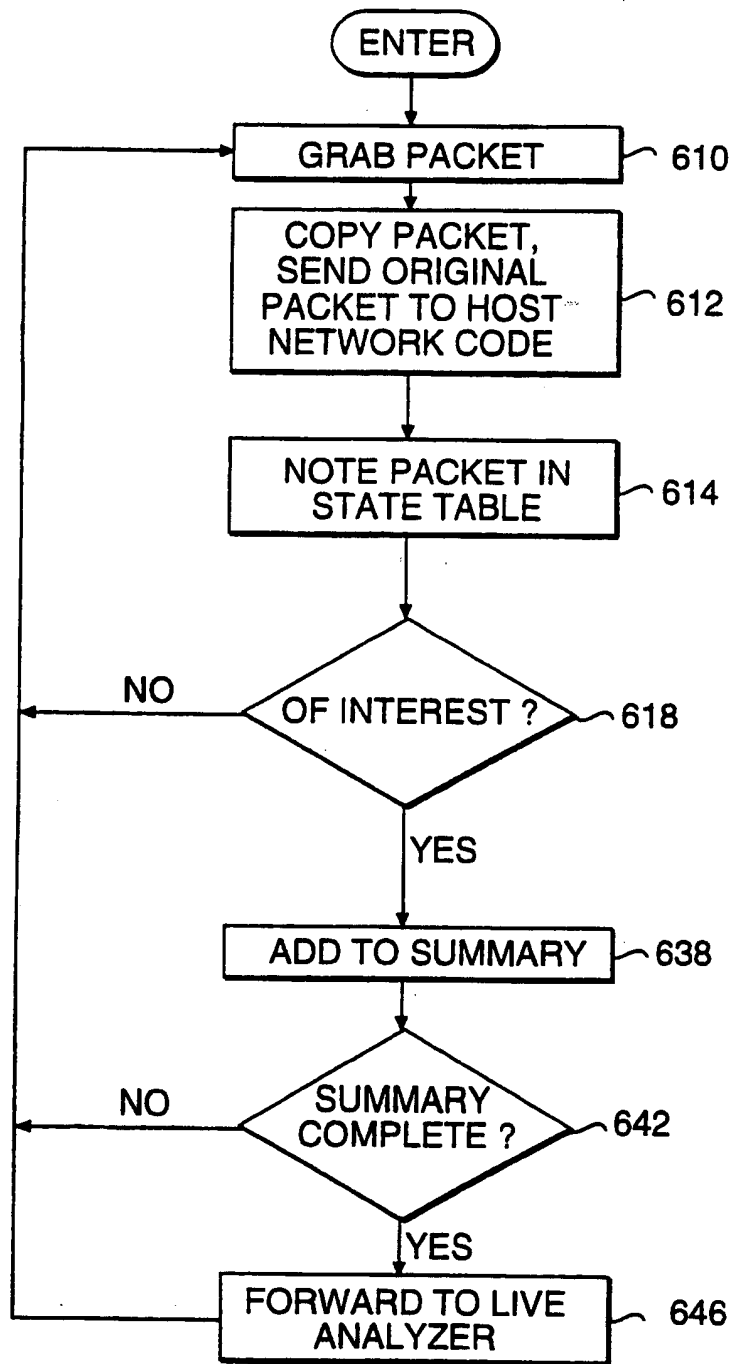 ENTER
GRAB PACKET
610
COPY PACKET,
SEND ORIGINAL
PACKET TO HOST
NETWORK CODE
612
NOTE PACKET IN
STATE TABLE
614
NO
OF INTEREST ?
618
YES
ADD TO SUMMARY
638
NO
SUMMARY
COMPLETE ?
642
YES
FORWARD TO LIVE
ANALYZER
646